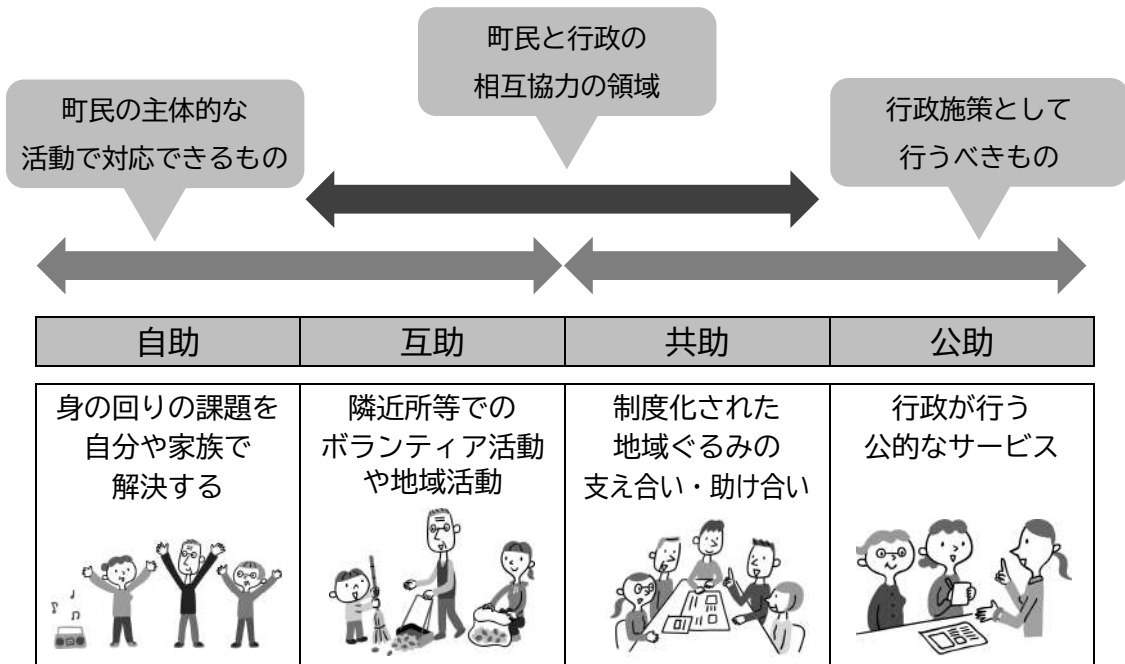 町民と行政の
相互協力の領域
町民の主体的な
活動で対応できるもの
行政施策として
行うべきもの
自助
互助
共助
公助
身の回りの課題を
自分や家族で
解決する
隣近所等での
ボランティア活動
や地域活動
制度化された
地域ぐるみの
支え合い・助け合い
行政が行う
公的なサービス